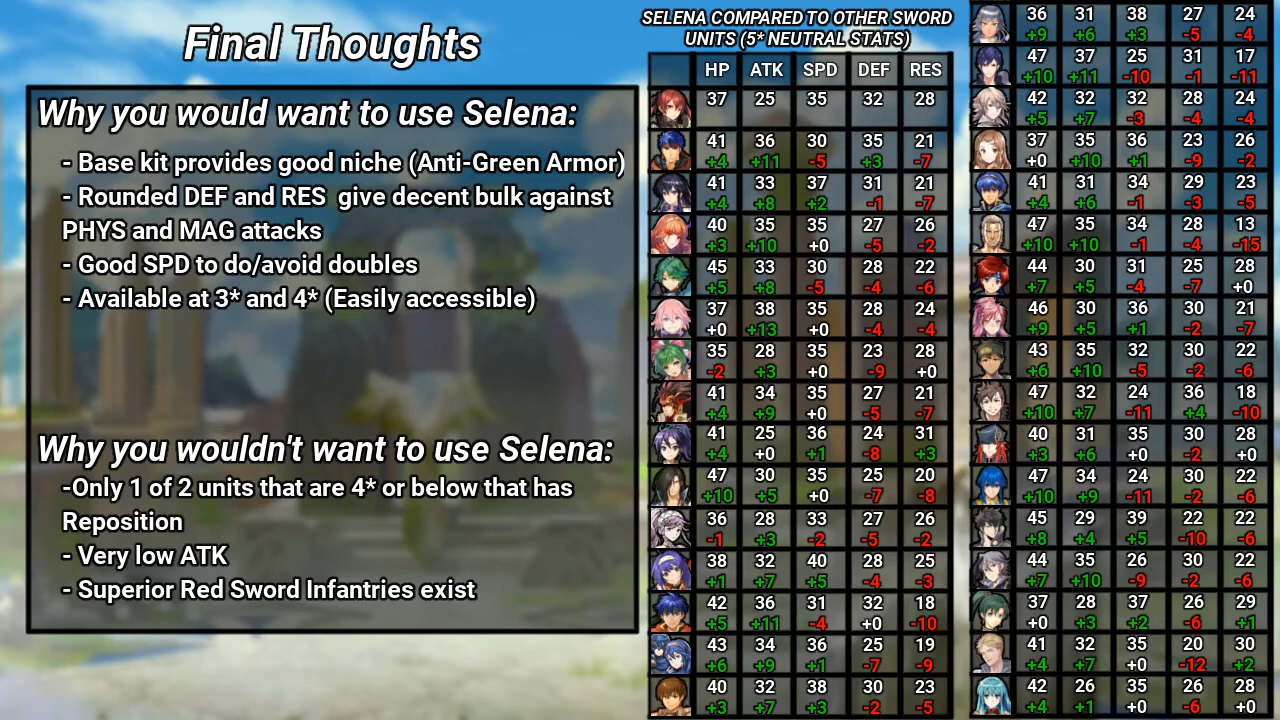 Final Thoughts
Why you would want to use Selena:
- Base kit provides good niche (Anti-Green Armor)
- Rounded DEF and RES  give decent bulk against
PHYS and MAG attacks
- Good SPD to do/avoid doubles
- Available at 3* and 4* (Easily accessible)
Why you wouldn't want to use Selena:
-Only 1 of 2 units that are 4* or below that has
Reposition
- Very low ATK
- Superior Red Sword Infantries exist
SELENA COMPARED TO OTHER SWORD
UNITS (5* NEUTRAL STATS)
HP ATK SPD DEF RES
37 25 35 32 28
41 36 30 35 21
+4 +11 -5 +3 -7
41 33 37 31 21
+4 +8 +2 -1 -7
40 35 35 27 26
+3 +10 +0 -5 -2
45 33 30 28 22
+5 +8 -5 -4 -6
37 38 35 28 24
+0 +13 +0 -4 -4
35 28 35 23 28
-2 +3 +0 -9 +0
41 34 35 27 21
+4 +9 +0 -5 -7
41 25 36 24 31
+4 +0 +1 -8 +3
47 30 35 25 20
+10 +5 +0 -7 -8
36 28 33 27 26
-1 +3 -2 -5 -2
38 32 40 28 25
+1 +7 +5 -4 -3
42 36 31 32 18
+5 +11 -4 +0 -10
43 34 36 25 19
+6 +9 +1 -7 -9
40 32 38 30 23
+3 +7 +3 -2 -5
36 31 38 27 24
+9 +6 +3 -5 -4
47 37 25 31 17
+10 +11 -10 -1 -11
42 32 32 28 24
+5 +7 -3 -4 -4
37 35 36 23 26
+0 +10 +1 -9 -2
41 31 34 29 23
+4 +6 -1 -3 -5
47 35 34 28 13
+10 +10 -1 -4 -15
44 30 31 25 28
+7 +5 -4 -7 +0
46 30 36 30 21
+9 +5 +1 -2 -7
43 35 32 30 22
+6 +10 -5 -2 -6
47 32 24 36 18
+10 +7 -11 +4 -10
40 31 35 30 28
+3 +6 +0 -2 +0
47 34 24 30 22
+10 +9 -11 -2 -6
45 29 39 22 22
+8 +4 +5 -10 -6
44 35 26 30 22
+7 +10 -9 -2 -6
37 28 37 26 29
+0 +3 +2 -6 +1
41 32 35 20 30
+4 +7 +0 -12 +2
42 26 35 26 28
+4 +1 +0 -6 +0